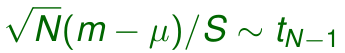 √N(m − μ)/S ∼ t_{N−1}